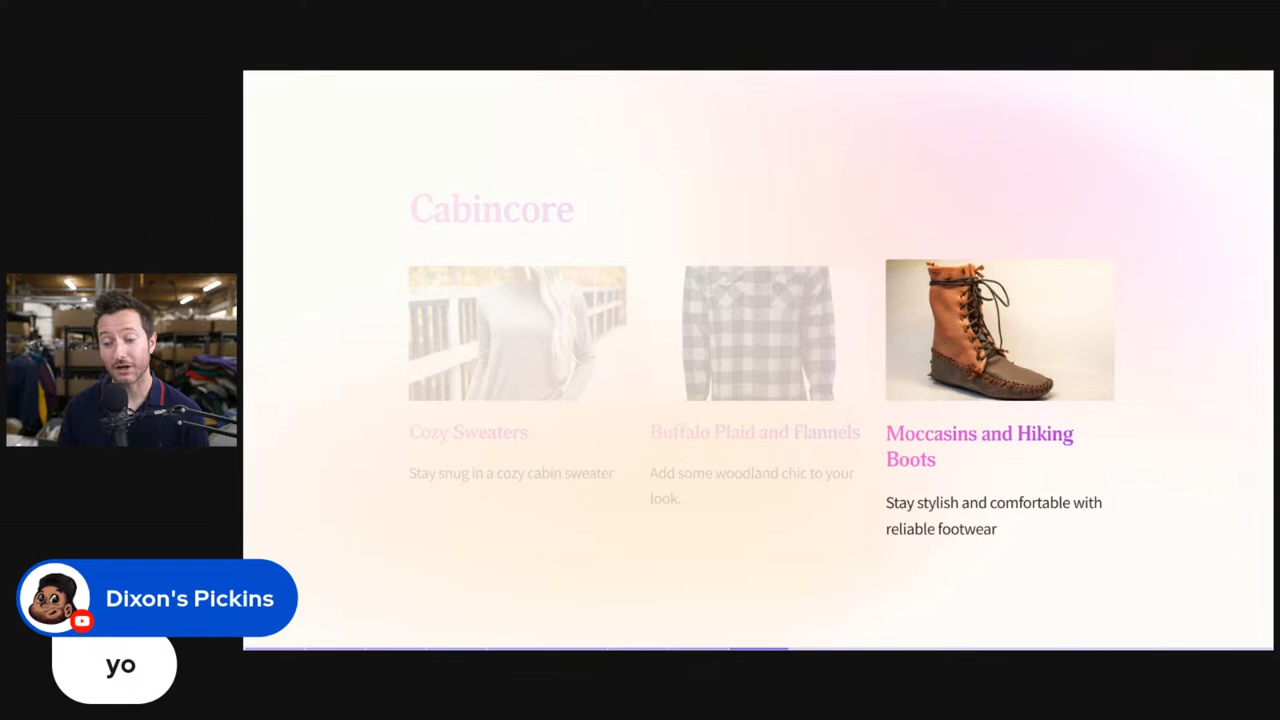 Cabincore
Cozy Sweaters
Stay snug in a cozy cabin sweater
Buffalo Plaid and Flannels
Add some woodland chic to your
look.
Moccasins and Hiking
Boots
Stay stylish and comfortable with
reliable footwear
Dixon's Pickins
yo